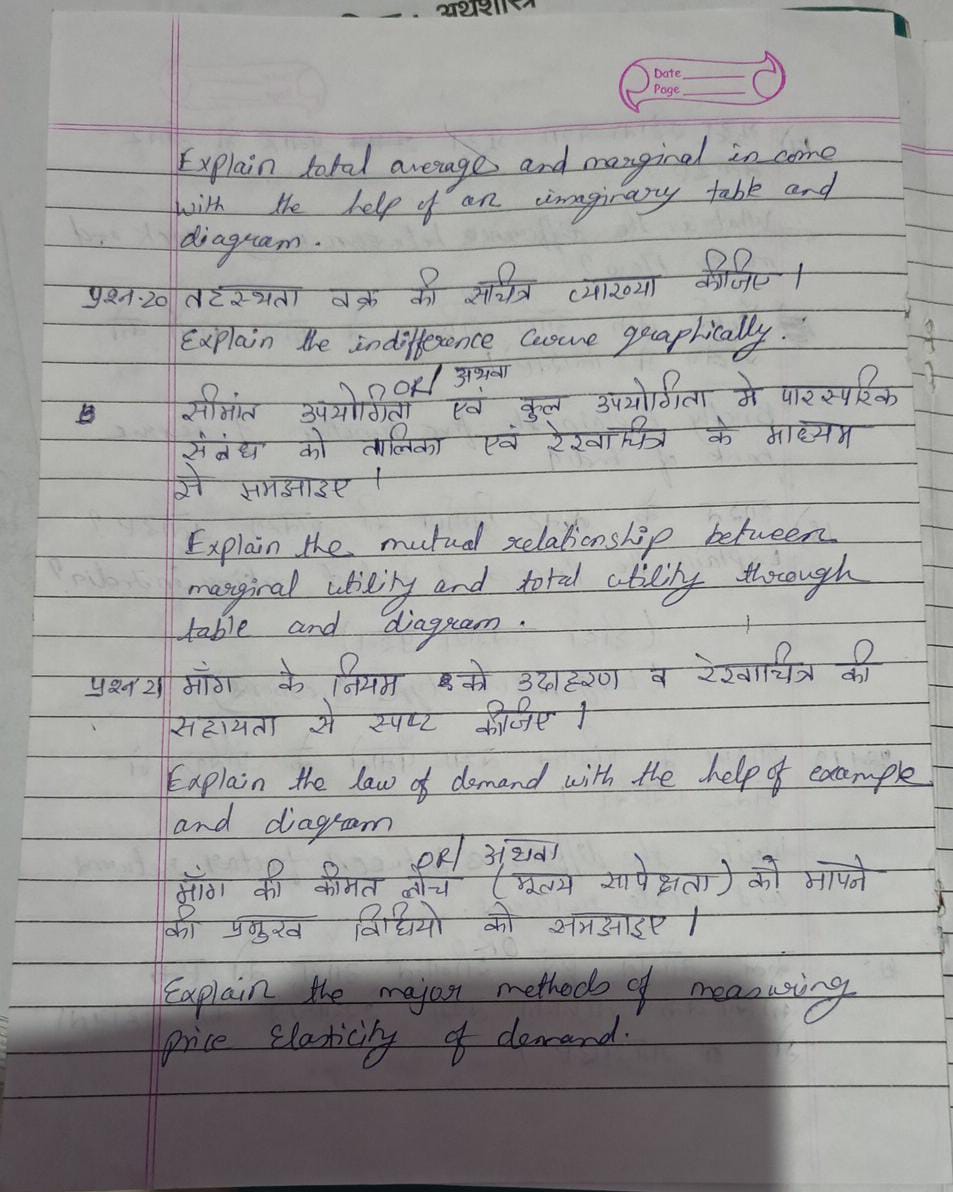 अर्थशास्त्र
Date
Page
Explain total average and marginal income
with the help of an imaginary table and
diagram.
प्रश्न-20 तटस्थता वक्र की सचित्र व्याख्या कीजिए ।
Explain the indifference curve graphically.
OR/ अथवा
सीमांत उपयोगिता एवं कुल उपयोगिता मे पारस्परिक
संबंध को तालिका एवं रेखाचित्र के माध्यम
से समझाइए ।
Explain the mutual relationship between
marginal utility and total utility through
table and diagram.
प्रश्न 21 माँग के नियम को उदाहरण व रेखाचित्र की
सहायता से स्पष्ट कीजिए ।
Explain the law of demand with the help of example
and diagram
OR/ अथवा
माँग की कीमत लोच (मूल्य सापेक्षता) को मापने
की प्रमुख विधियो को समझाइए ।
Explain the major methods of measuring
price Elasticity of demand.